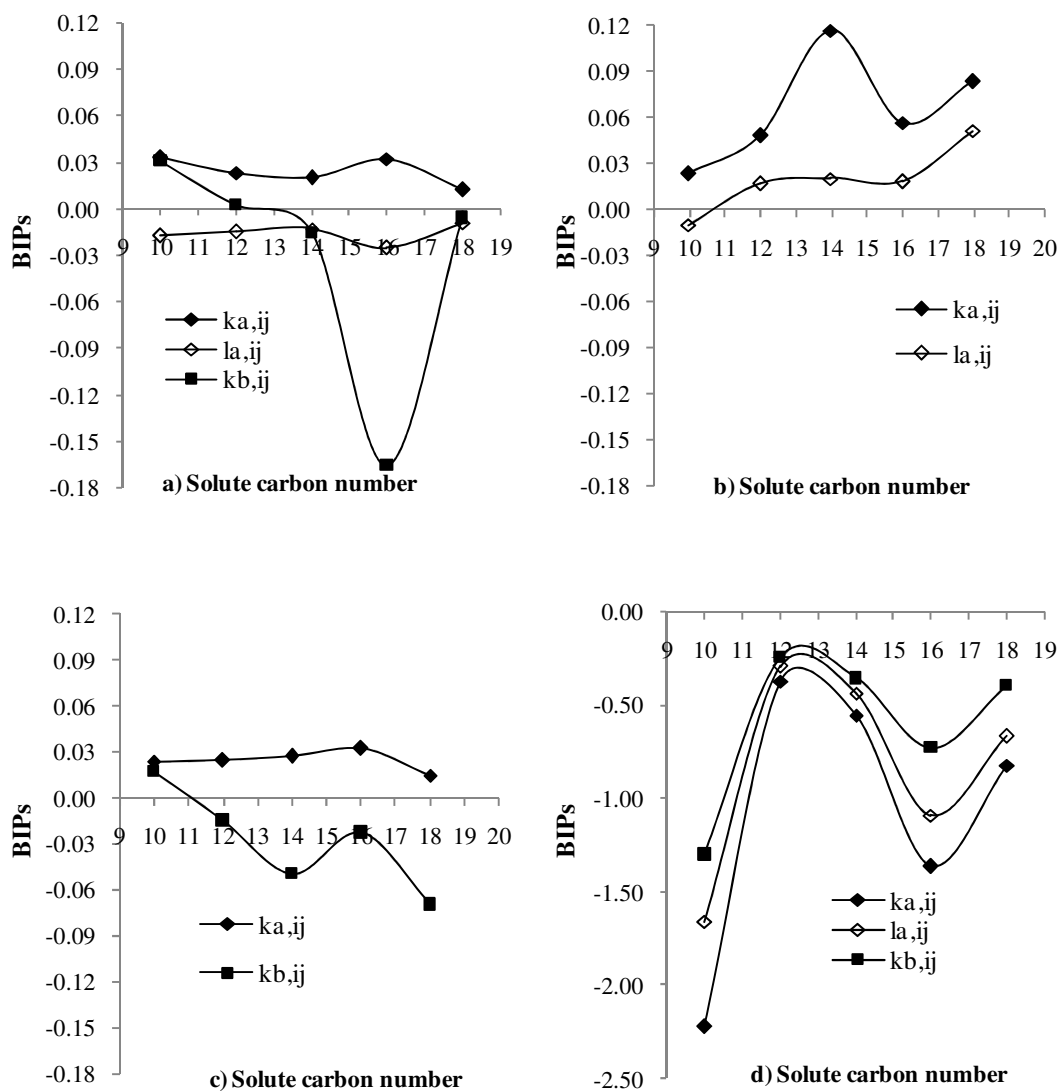 0.12
0.09
0.06
0.03
0.00
-0.03
-0.06
-0.09
-0.12
-0.15
-0.18
9 10 11 12 13 14 15 16 17 18 19
BIPs
ka,ij
la,ij
kb,ij
a) Solute carbon number
0.12
0.09
0.06
0.03
0.00
-0.03
-0.06
-0.09
-0.12
-0.15
-0.18
9 10 11 12 13 14 15 16 17 18 19 20
BIPs
ka,ij
la,ij
b) Solute carbon number
0.12
0.09
0.06
0.03
0.00
-0.03
-0.06
-0.09
-0.12
-0.15
-0.18
9 10 11 12 13 14 15 16 17 18 19 20
BIPs
ka,ij
kb,ij
c) Solute carbon number
0.00
-0.50
-1.00
-1.50
-2.00
-2.50
9 10 11 12 13 14 15 16 17 18 19
BIPs
ka,ij
la,ij
kb,ij
d) Solute carbon number